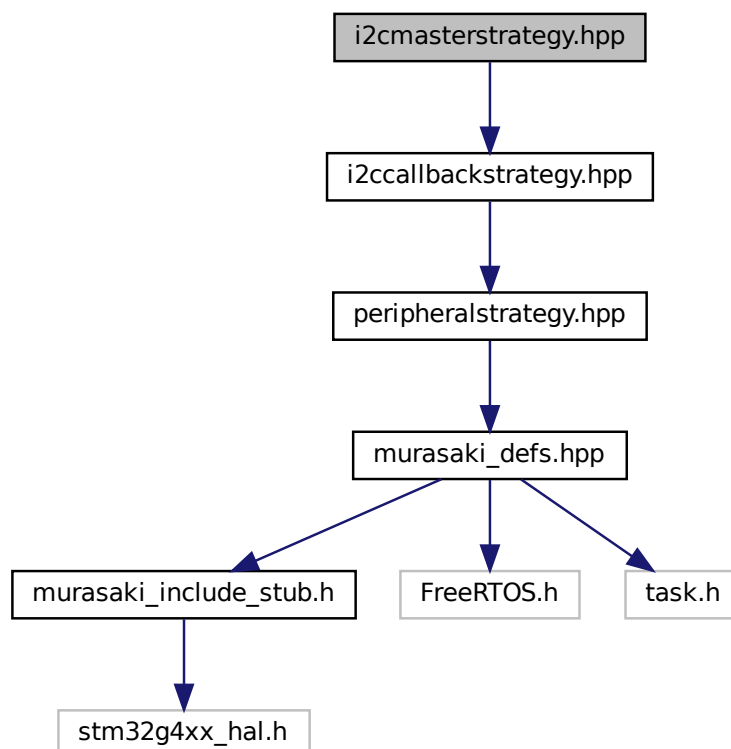 i2cmasterstrategy.hpp
i2ccallbackstrategy.hpp
peripheralstrategy.hpp
murasaki_defs.hpp
murasaki_include_stub.h
FreeRTOS.h
task.h
stm32g4xx_hal.h